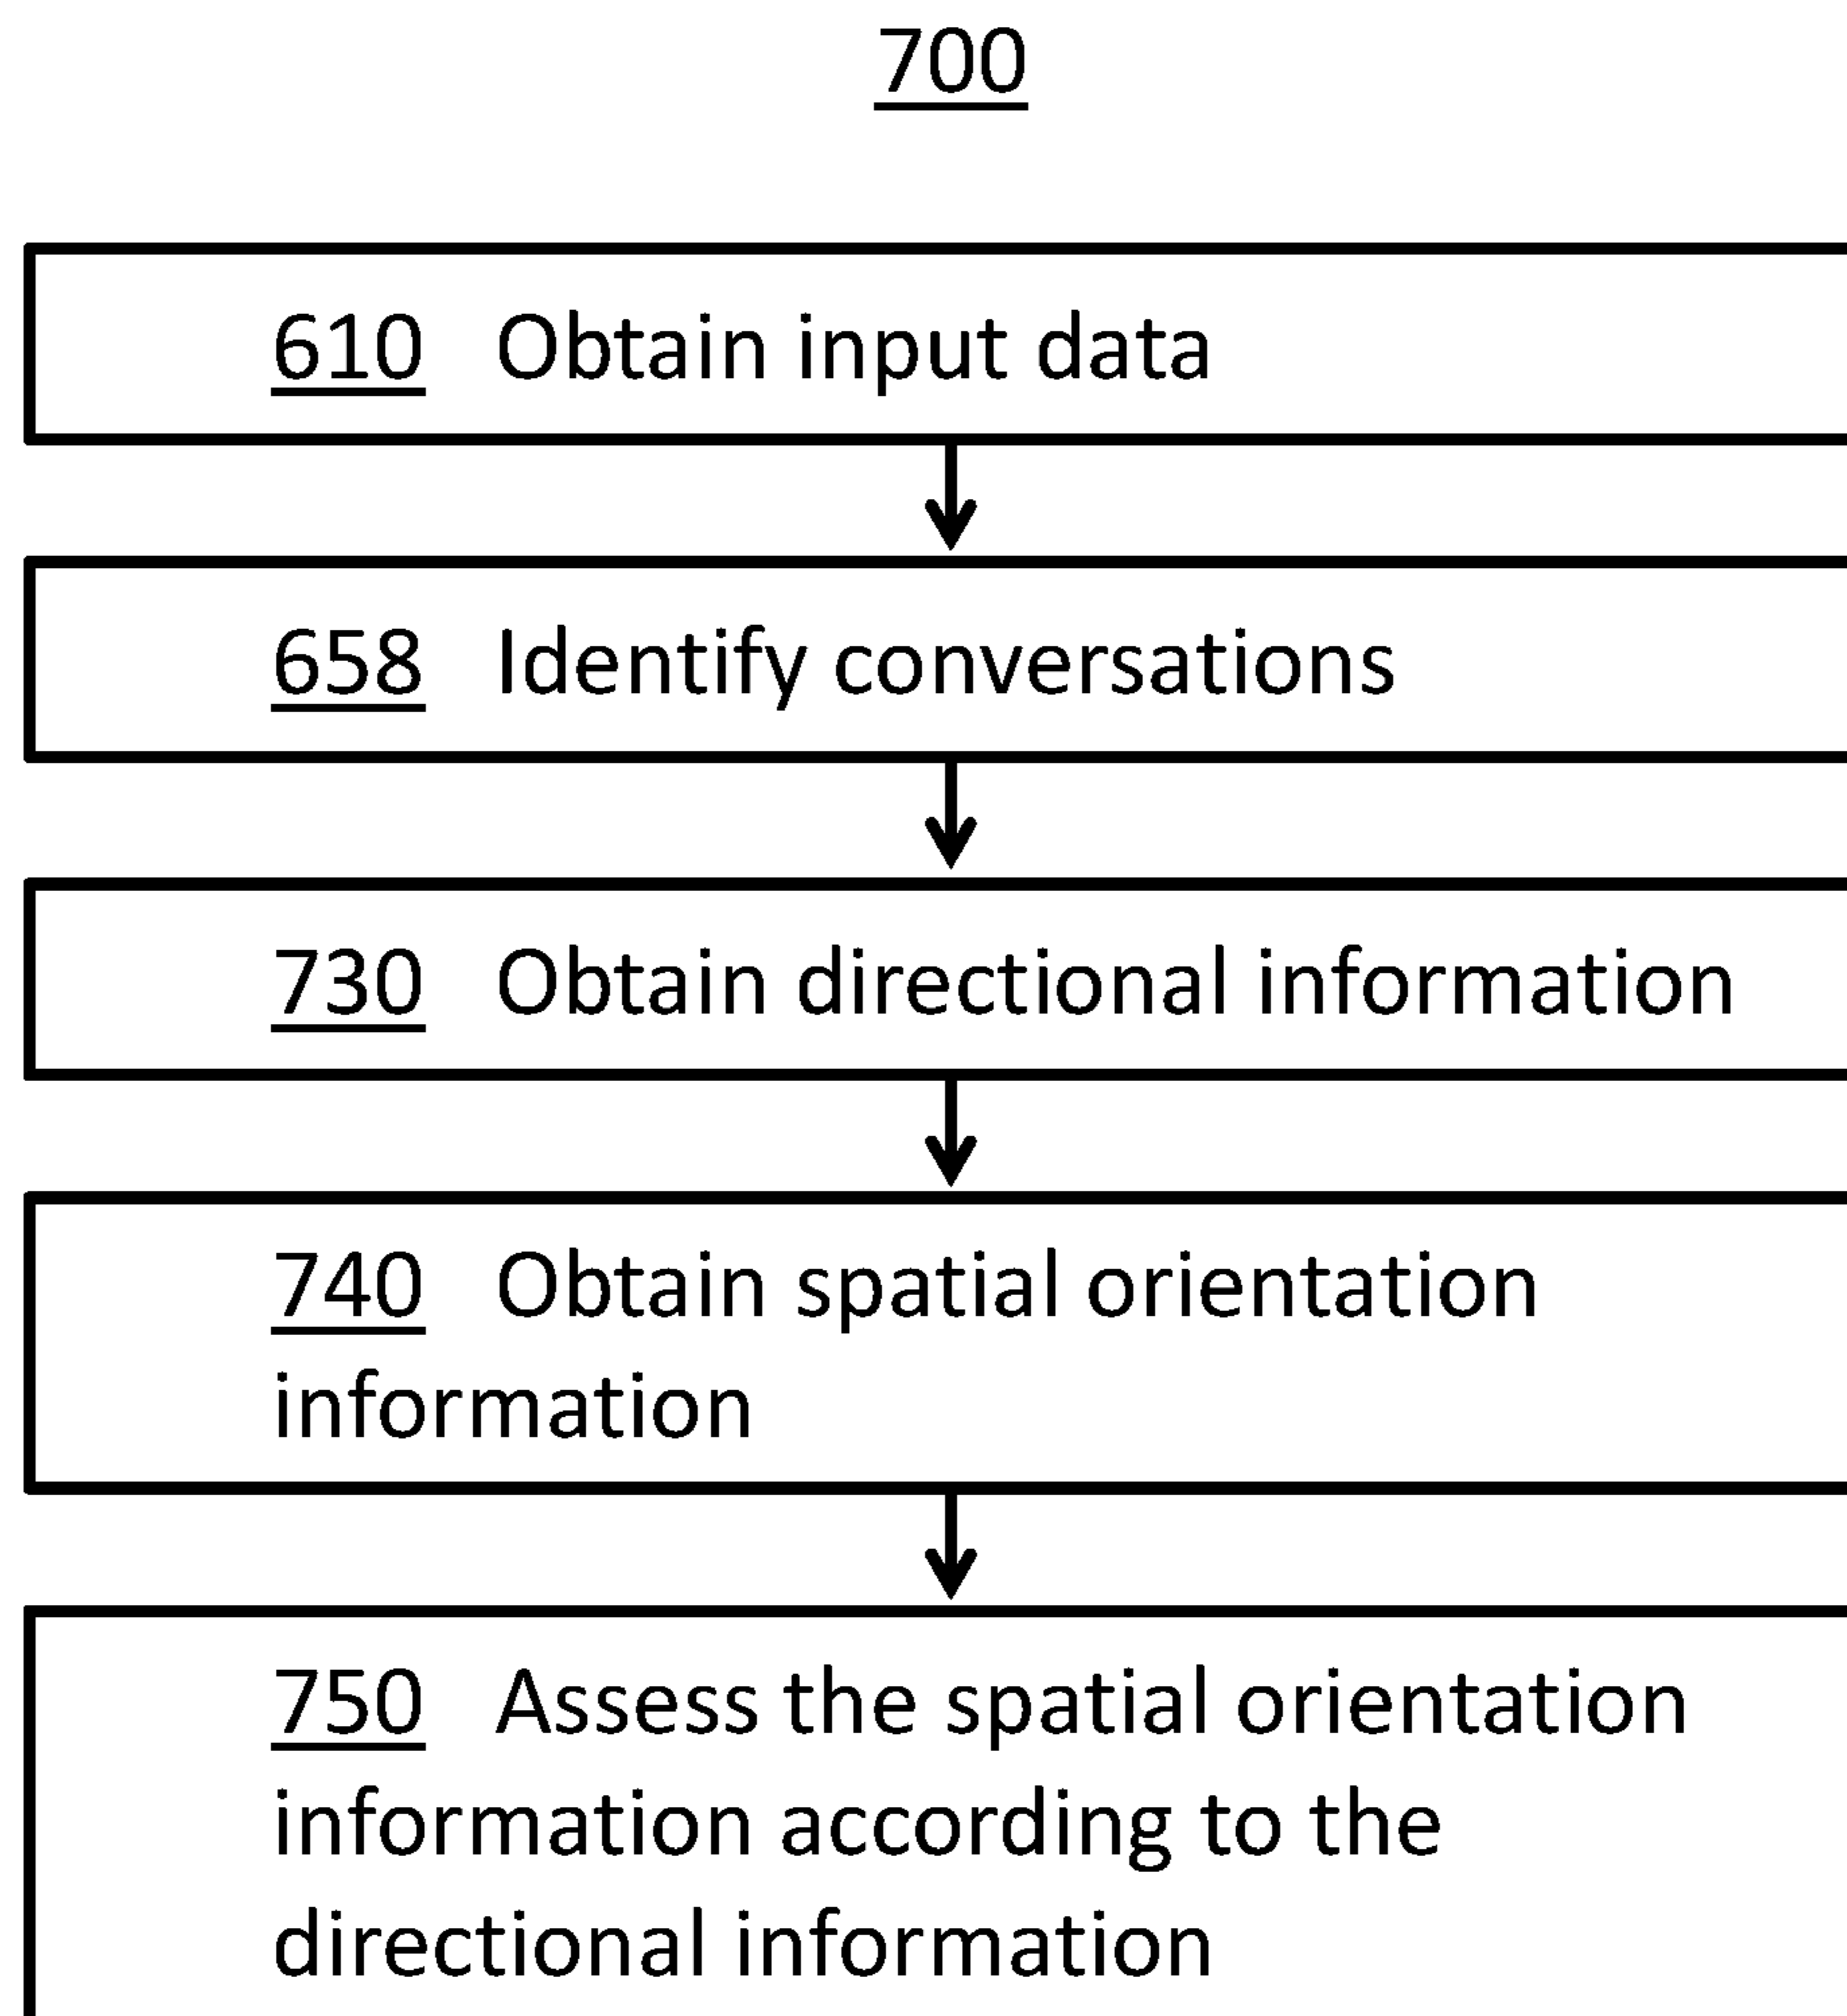 700
610 Obtain input data
658 Identify conversations
730 Obtain directional information
740 Obtain spatial orientation
information
750 Assess the spatial orientation
information according to the
directional information